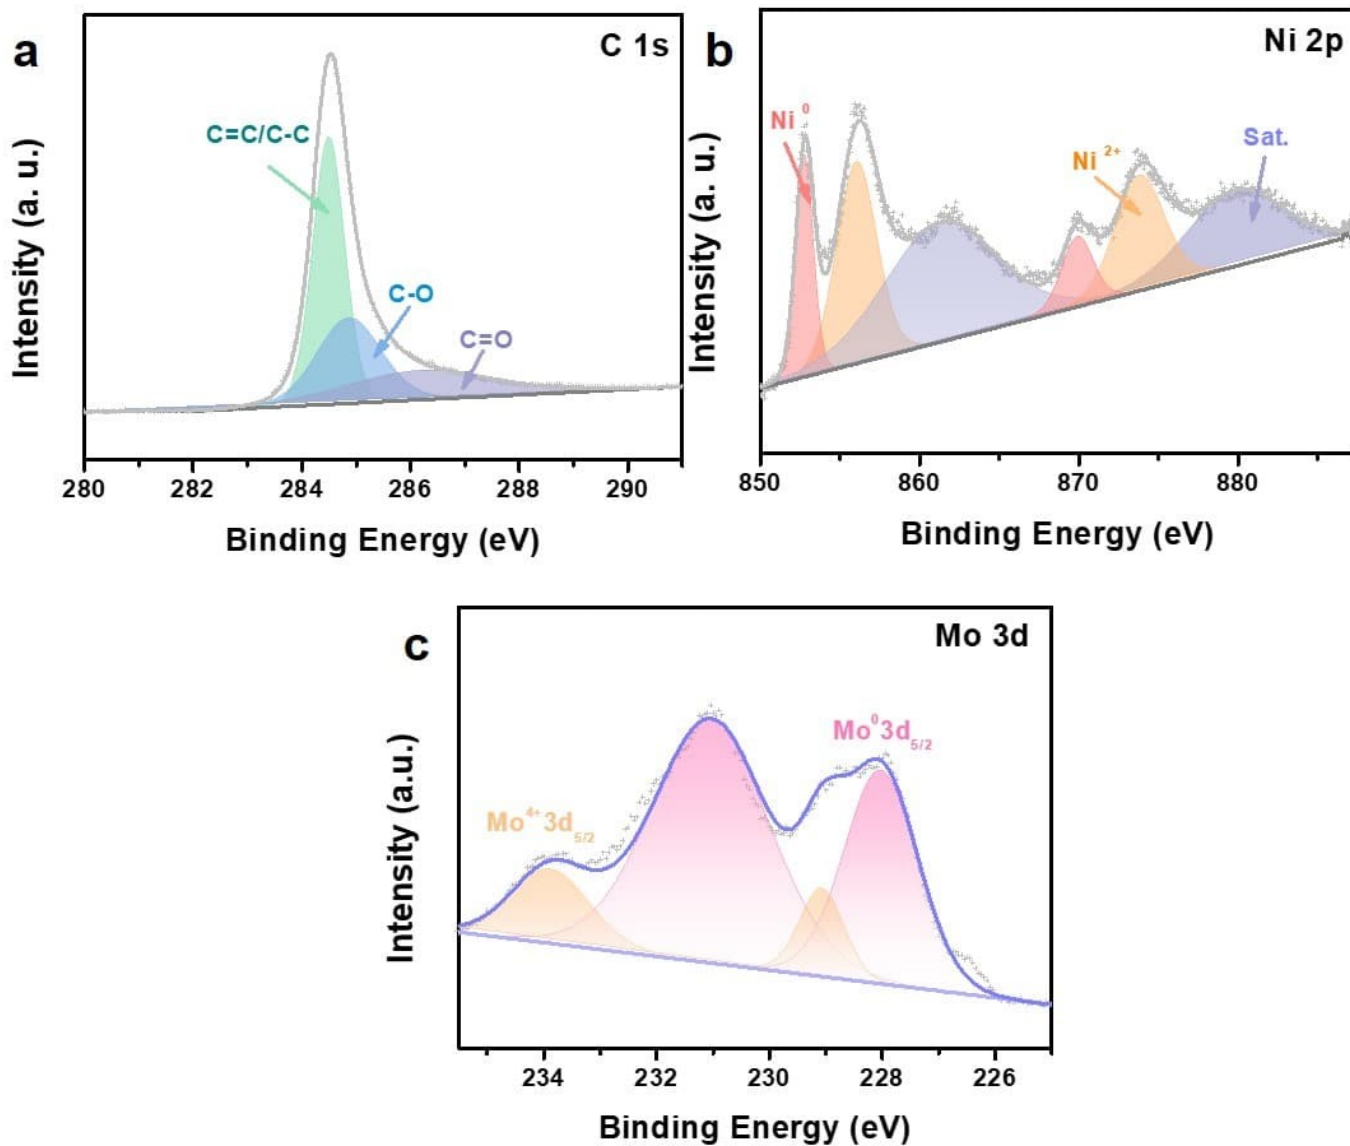 a
C 1s
C=C/C-C
C-O
C=O
Intensity (a. u.)
280 282 284 286 288 290
Binding Energy (eV)
b
Ni 2p
Ni ⁰
Ni ²⁺
Sat.
Intensity (a. u.)
850 860 870 880
Binding Energy (eV)
c
Mo 3d
Mo⁰3d₅/₂
Mo⁴⁺3d₅/₂
Intensity (a.u.)
234 232 230 228 226
Binding Energy (eV)